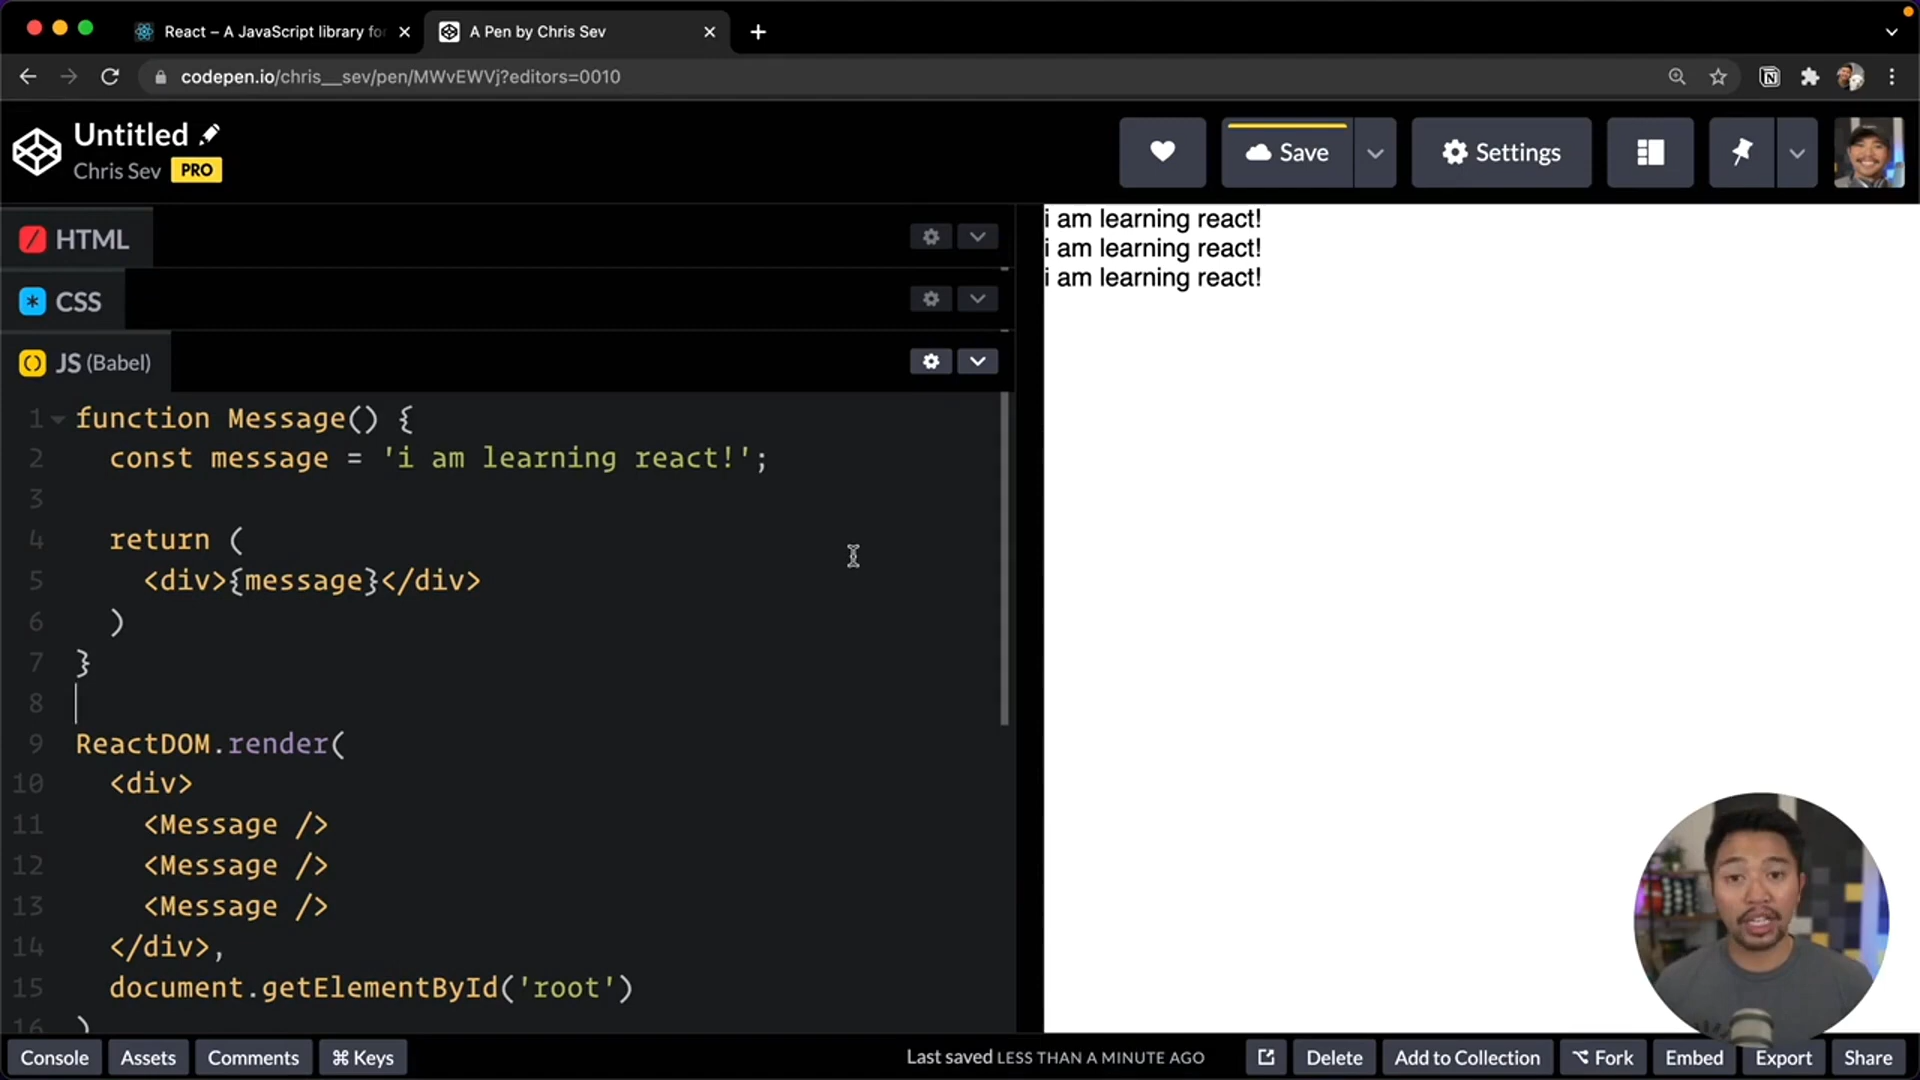 React – A JavaScript library for
A Pen by Chris Sev
codepen.io/chris__sev/pen/MWvEWVj?editors=0010
Untitled
Chris Sev PRO
Save
Settings
HTML
CSS
JS (Babel)
1 function Message() {
2 const message = 'i am learning react!';
3
4 return (
5 <div>{message}</div>
6 )
7 }
8
9 ReactDOM.render(
10 <div>
11 <Message />
12 <Message />
13 <Message />
14 </div>,
15 document.getElementById('root')
16 )
i am learning react!
i am learning react!
i am learning react!
Console Assets Comments ⌘ Keys Last saved LESS THAN A MINUTE AGO Delete Add to Collection ⌥ Fork Embed Export Share